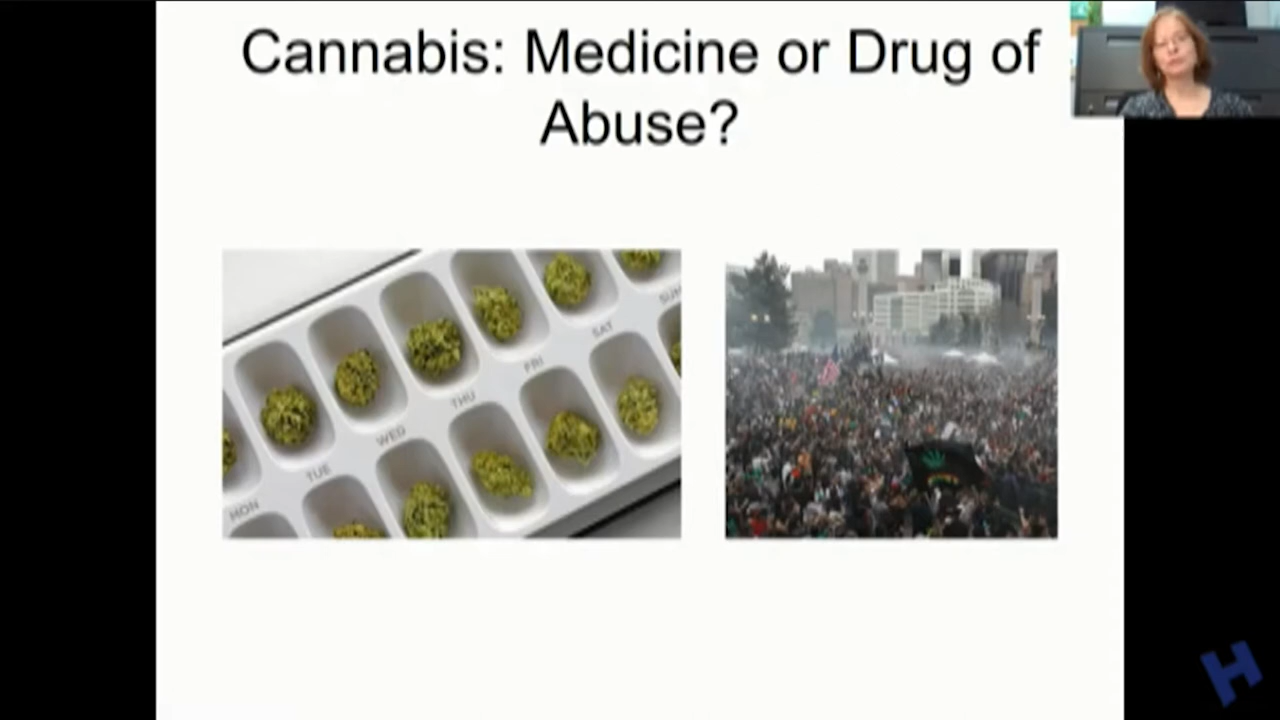 Cannabis: Medicine or Drug of
Abuse?
MON
TUE
WED
THU
FRI
SAT
SUN
H